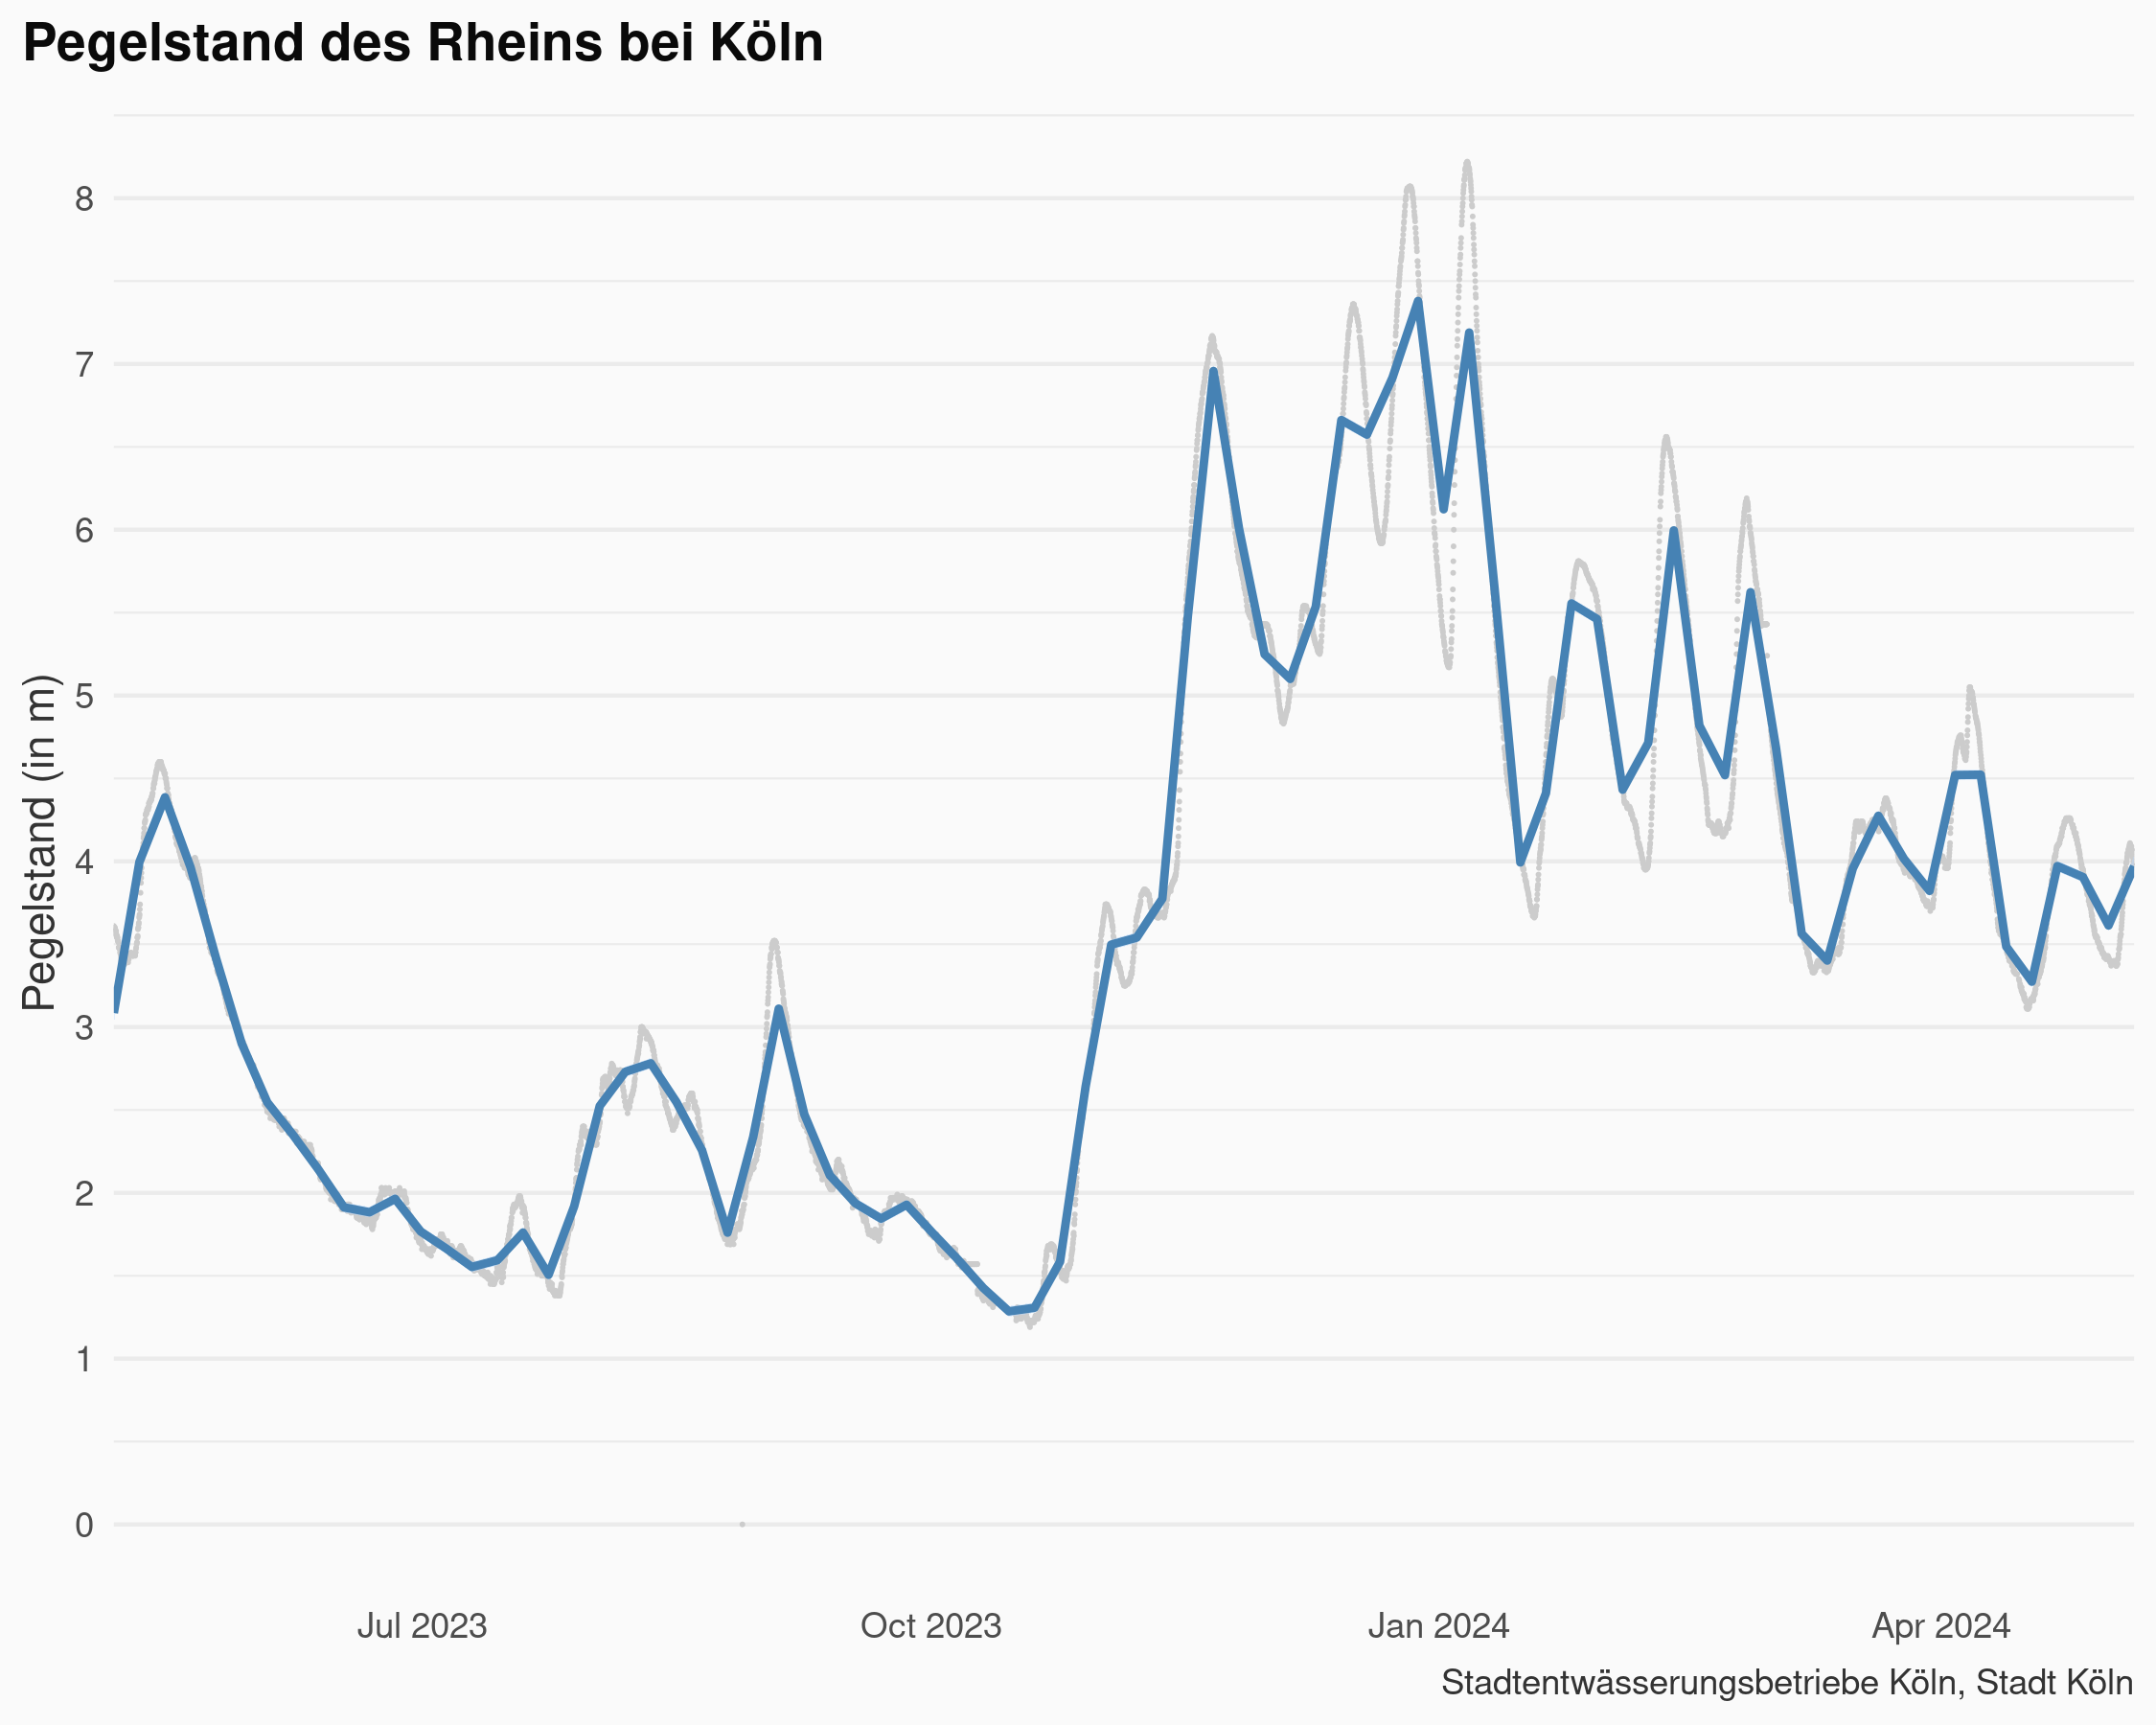 Pegelstand des Rheins bei Köln
Pegelstand (in m)
8
7
6
5
4
3
2
1
0
Jul 2023
Oct 2023
Jan 2024
Apr 2024
Stadtentwässerungsbetriebe Köln, Stadt Köln